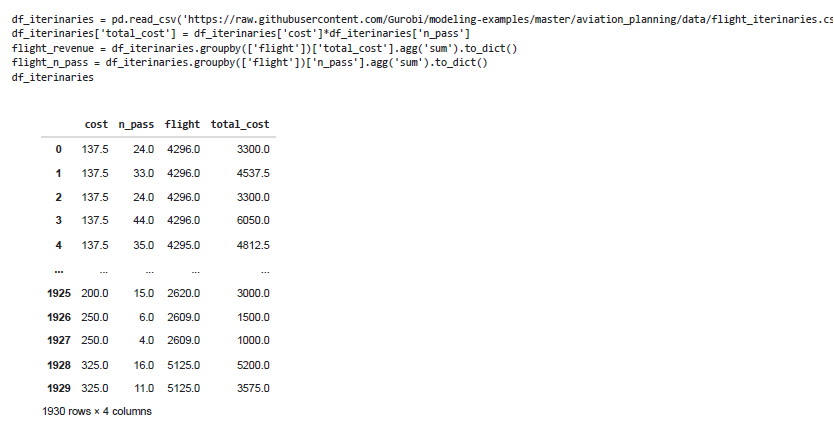 df_iterinaries = pd.read_csv('https://raw.githubusercontent.com/Gurobi/modeling-examples/master/aviation_planning/data/flight_iterinaries.cs
df_iterinaries['total_cost'] = df_iterinaries['cost']*df_iterinaries['n_pass']
flight_revenue = df_iterinaries.groupby(['flight'])['total_cost'].agg('sum').to_dict()
flight_n_pass = df_iterinaries.groupby(['flight'])['n_pass'].agg('sum').to_dict()
df_iterinaries
cost n_pass flight total_cost
0 137.5 24.0 4296.0 3300.0
1 137.5 33.0 4296.0 4537.5
2 137.5 24.0 4296.0 3300.0
3 137.5 44.0 4296.0 6050.0
4 137.5 35.0 4295.0 4812.5
... ... ... ... ...
1925 200.0 15.0 2620.0 3000.0
1926 250.0 6.0 2609.0 1500.0
1927 250.0 4.0 2609.0 1000.0
1928 325.0 16.0 5125.0 5200.0
1929 325.0 11.0 5125.0 3575.0
1930 rows × 4 columns